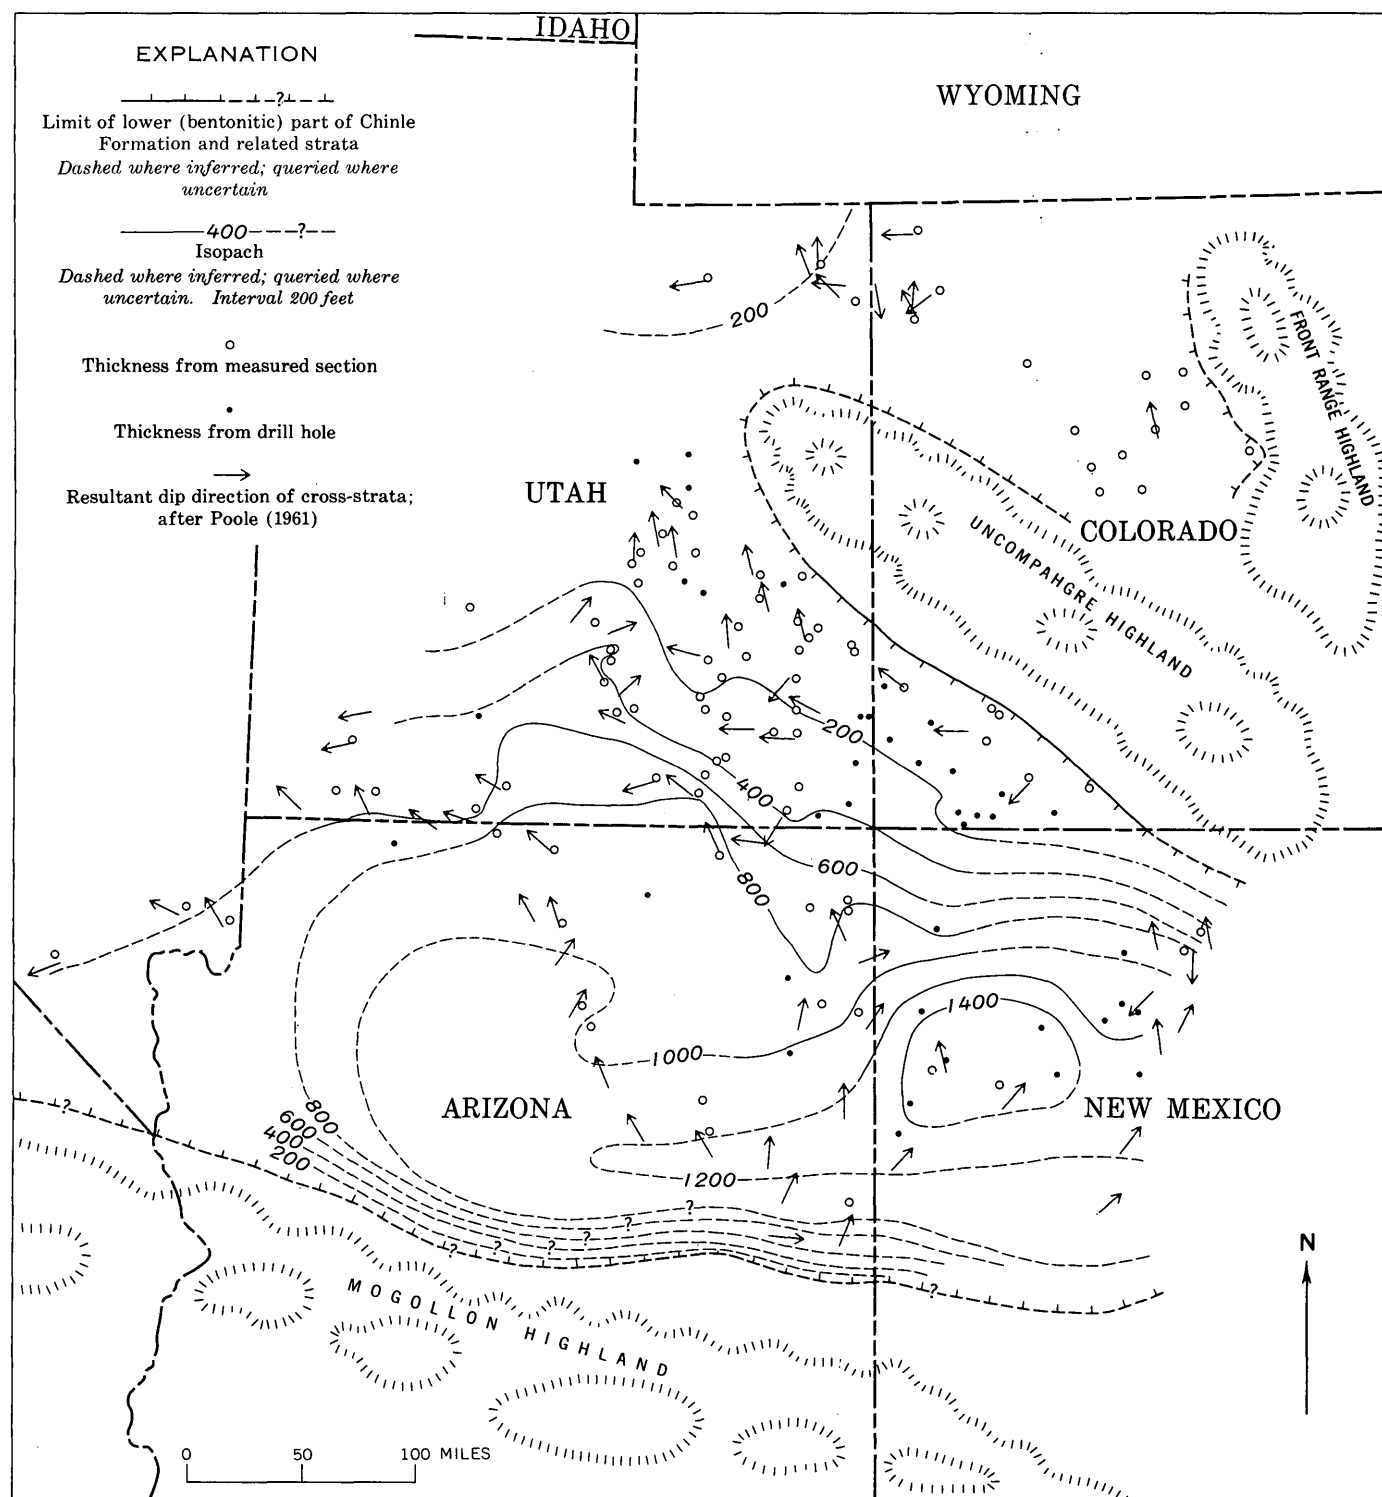 EXPLANATION
?
Limit of lower (bentonitic) part of Chinle
Formation and related strata
Dashed where inferred; queried where
uncertain
400 ?
Isopach
Dashed where inferred; queried where
uncertain. Interval 200 feet
Thickness from measured section
Thickness from drill hole
Resultant dip direction of cross-strata;
after Poole (1961)
IDAHO
WYOMING
200
FRONT RANGE HIGHLAND
UTAH
COLORADO
UNCOMPAHGRE HIGHLAND
200
400
600
800
1400
1000
ARIZONA
NEW MEXICO
?
800
600
400
200
1200
?
?
?
?
?
?
?
MOGOLLON HIGHLAND
N
0 50 100 MILES